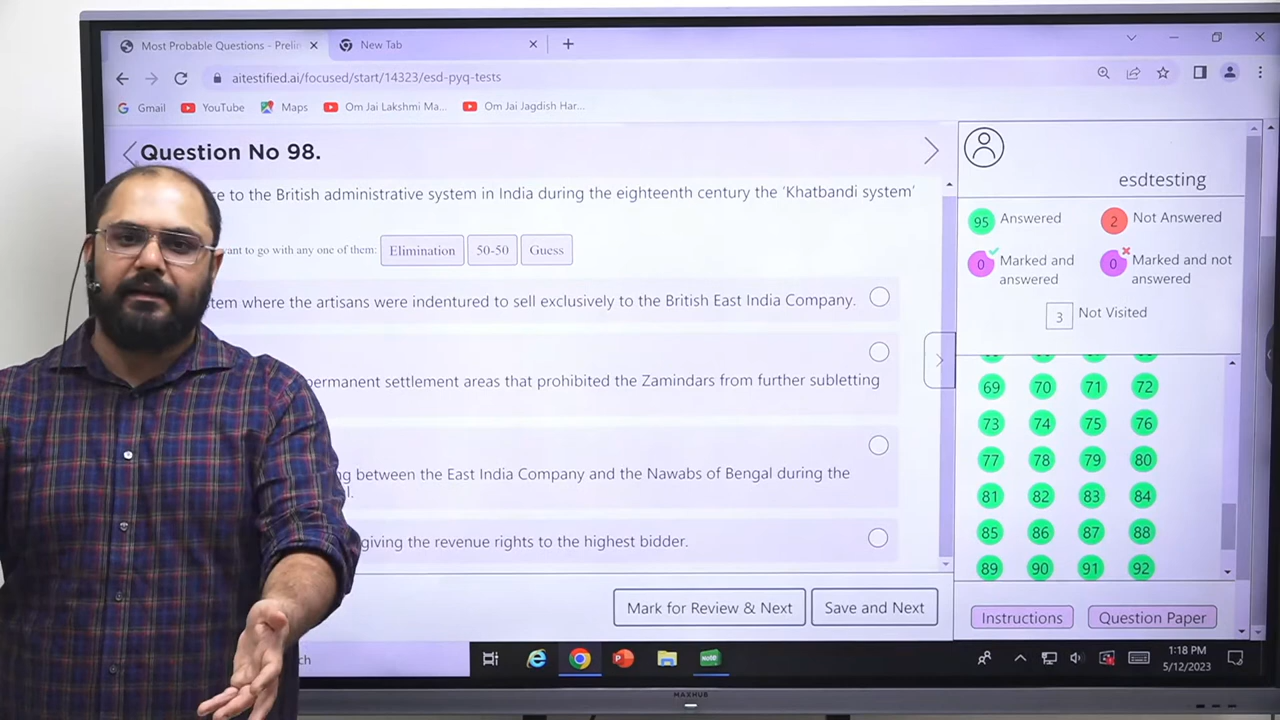 Most Probable Questions - Prelin
New Tab
aitestified.ai/focused/start/14323/esd-pyq-tests
Gmail
YouTube
Maps
Om Jai Lakshmi Ma...
Om Jai Jagdish Har...
Question No 98.
to the British administrative system in India during the eighteenth century the 'Khatbandi system'
want to go with any one of them:
Elimination
50-50
Guess
where the artisans were indentured to sell exclusively to the British East India Company.
permanent settlement areas that prohibited the Zamindars from further subletting
between the East India Company and the Nawabs of Bengal during the
giving the revenue rights to the highest bidder.
Mark for Review & Next
Save and Next
esdtesting
95 Answered
2 Not Answered
0 Marked and answered
0 Marked and not answered
3 Not Visited
69 70 71 72
73 74 75 76
77 78 79 80
81 82 83 84
85 86 87 88
89 90 91 92
Instructions
Question Paper
1:18 PM
5/12/2023
MAXHUB